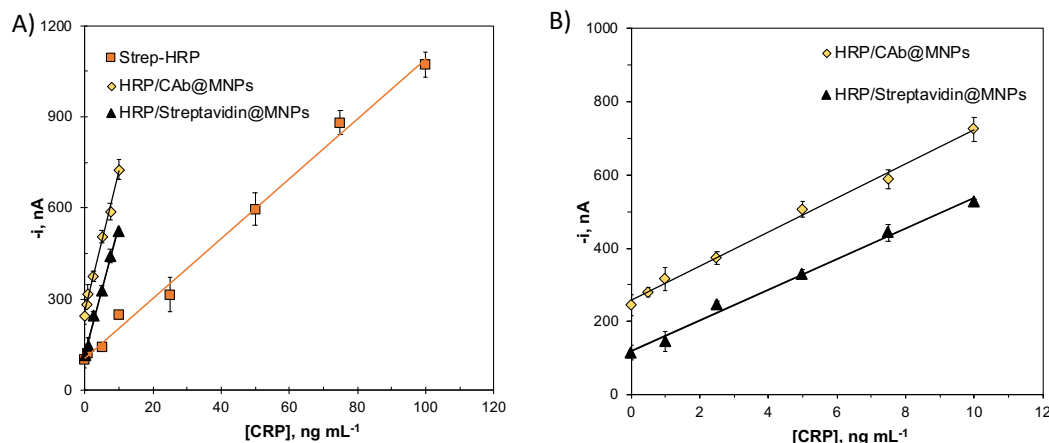 A)
1200
900
600
300
0
-i, nA
Strep-HRP
HRP/CAb@MNPs
HRP/Streptavidin@MNPs
0 20 40 60 80 100 120
[CRP], ng mL⁻¹
B)
1000
800
600
400
200
0
-i, nA
HRP/CAb@MNPs
HRP/Streptavidin@MNPs
0 2 4 6 8 10 12
[CRP], ng mL⁻¹